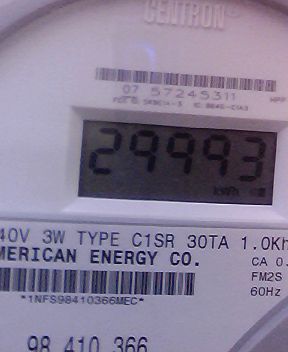 CENTRON
07 57245311
29993
kWh
40V 3W TYPE C1SR 30TA 1.0Kh
MERICAN ENERGY CO.
CA 0.
FM2S
*1NFS98410366MEC*
60Hz
98 410 366